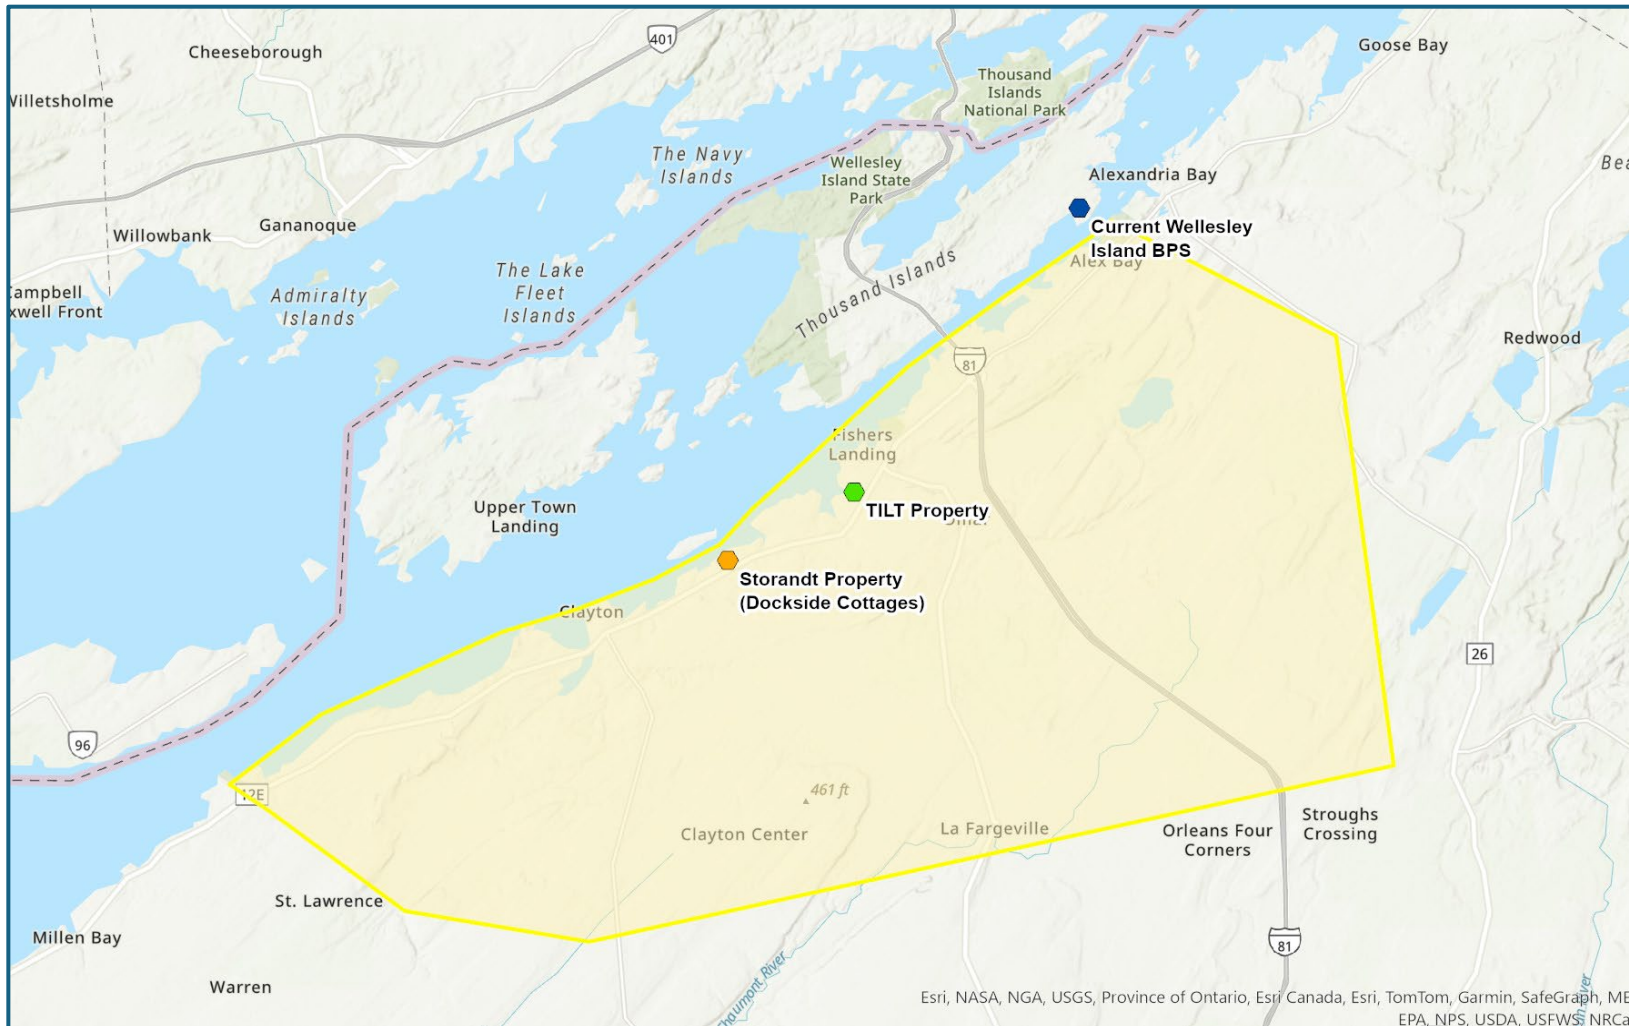 Cheeseborough
401
Goose Bay
Willetsholme
Thousand
Islands
National Park
The Navy
Islands
Wellesley
Island State
Park
Alexandria Bay
Gananoque
Willowbank
Current Wellesley
Island BPS
Alex Bay
The Lake
Fleet
Islands
Admiralty
Islands
Campbell
Thousand Islands
Redwood
81
Fishers
Landing
Upper Town
Landing
TILT Property
Storandt Property
(Dockside Cottages)
Clayton
26
96
12E
461 ft
Clayton Center
La Fargeville
Orleans Four
Corners
Stroughs
Crossing
St. Lawrence
Millen Bay
81
Warren
Esri, NASA, NGA, USGS, Province of Ontario, Esri Canada, Esri, TomTom, Garmin, SafeGraph, ME
EPA, NPS, USDA, USFWS, NRCa